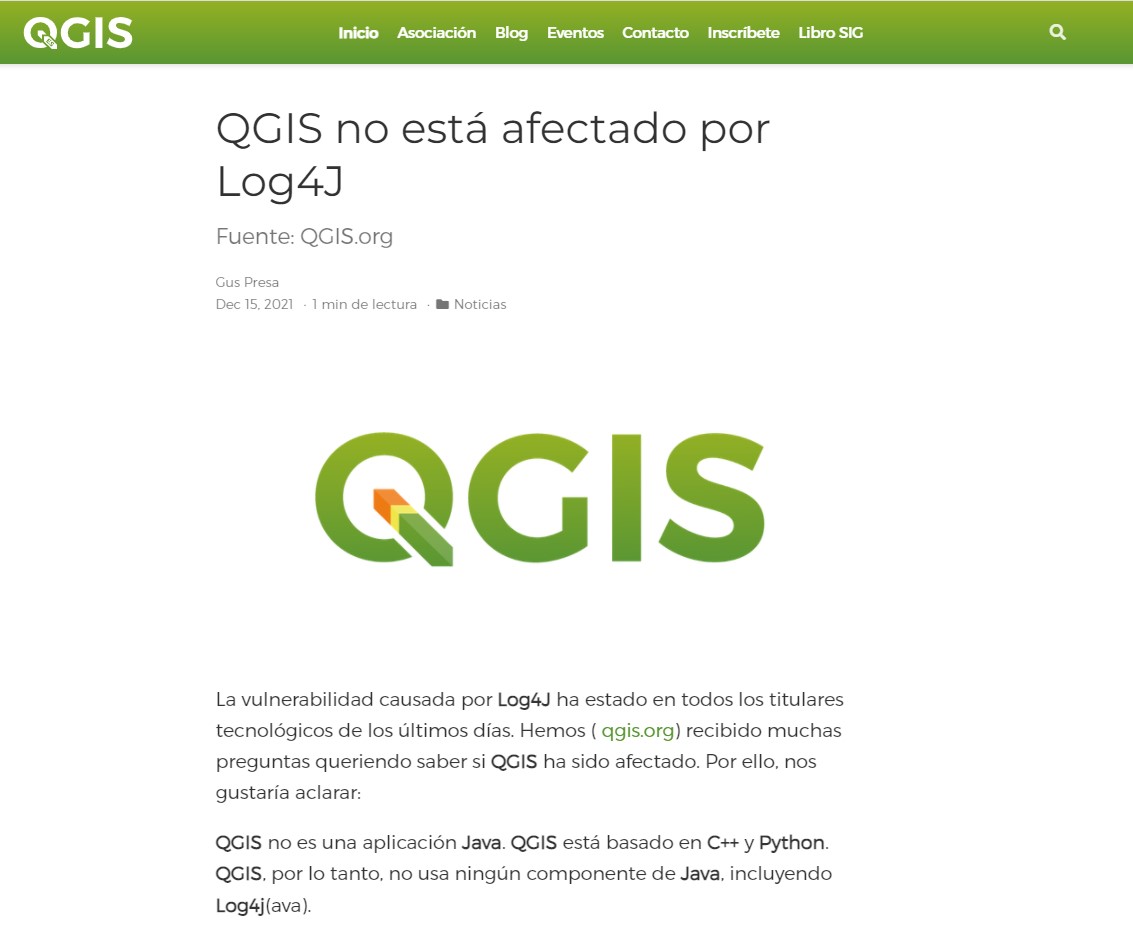 QGIS
Inicio Asociación Blog Eventos Contacto Inscríbete Libro SIG
QGIS no está afectado por
Log4J
Fuente: QGIS.org
Gus Presa
Dec 15, 2021 · 1 min de lectura · Noticias
QGIS
La vulnerabilidad causada por Log4J ha estado en todos los titulares
tecnológicos de los últimos días. Hemos ( qgis.org) recibido muchas
preguntas queriendo saber si QGIS ha sido afectado. Por ello, nos
gustaría aclarar:
QGIS no es una aplicación Java. QGIS está basado en C++ y Python.
QGIS, por lo tanto, no usa ningún componente de Java, incluyendo
Log4j(ava).